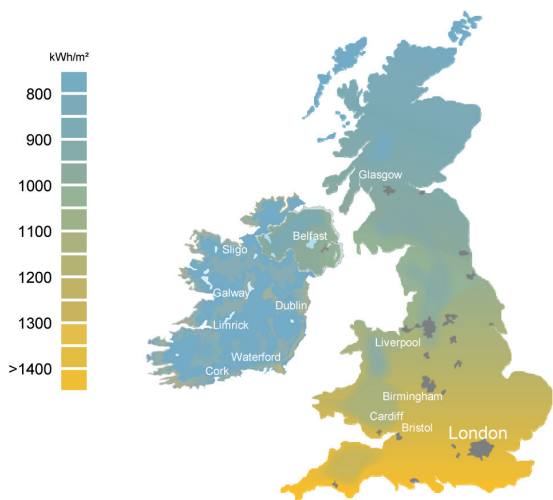 kWh/m²
800
900
1000
1100
1200
1300
>1400
Glasgow
Belfast
Sligo
Galway
Dublin
Limrick
Waterford
Cork
Liverpool
Birmingham
Cardiff
Bristol
London